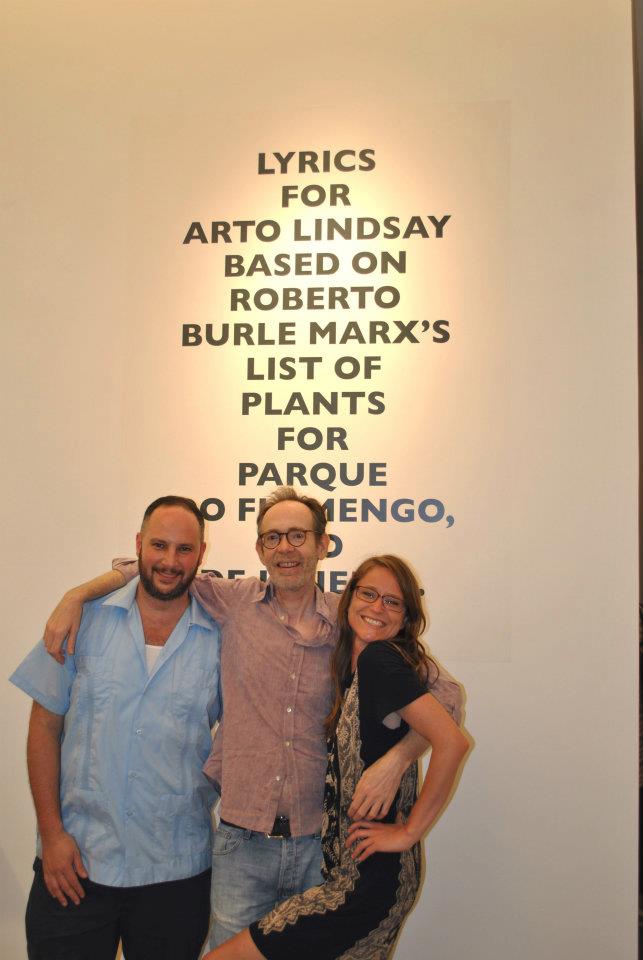 LYRICS
FOR
ARTO LINDSAY
BASED ON
ROBERTO
BURLE MARX'S
LIST OF
PLANTS
FOR
PARQUE